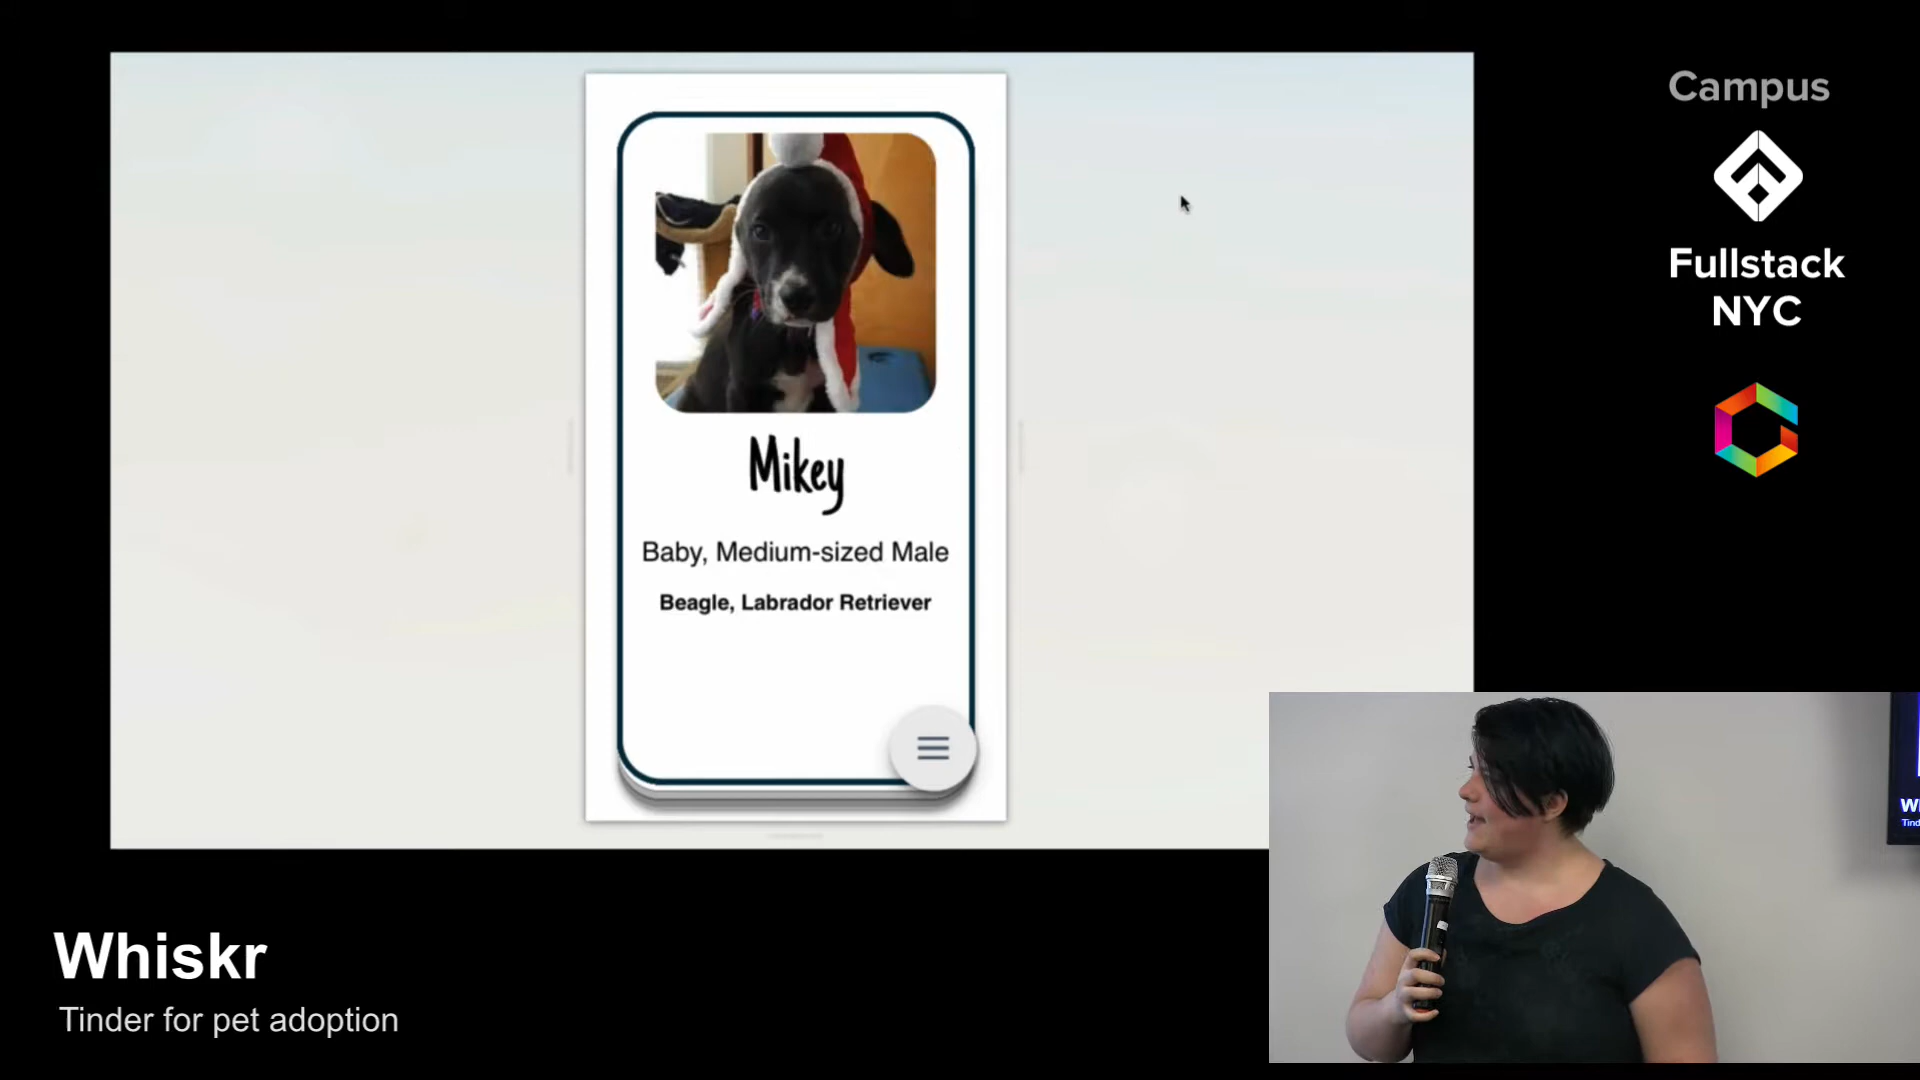 Campus
Fullstack
NYC
Mikey
Baby, Medium-sized Male
Beagle, Labrador Retriever
Whiskr
Tinder for pet adoption